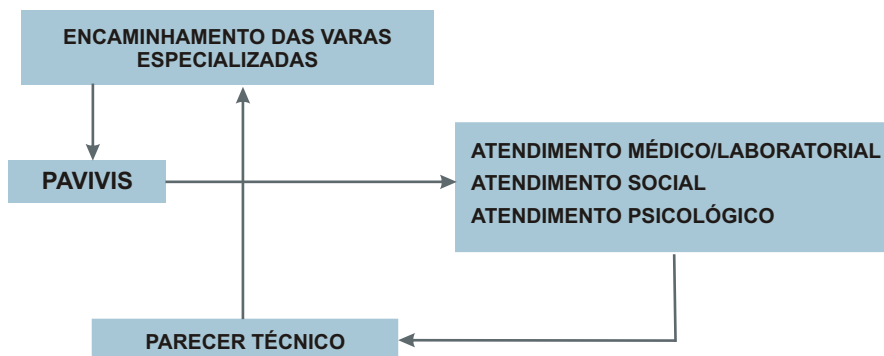 ENCAMINHAMENTO DAS VARAS
ESPECIALIZADAS
PAVIVIS
ATENDIMENTO MÉDICO/LABORATORIAL
ATENDIMENTO SOCIAL
ATENDIMENTO PSICOLÓGICO
PARECER TÉCNICO